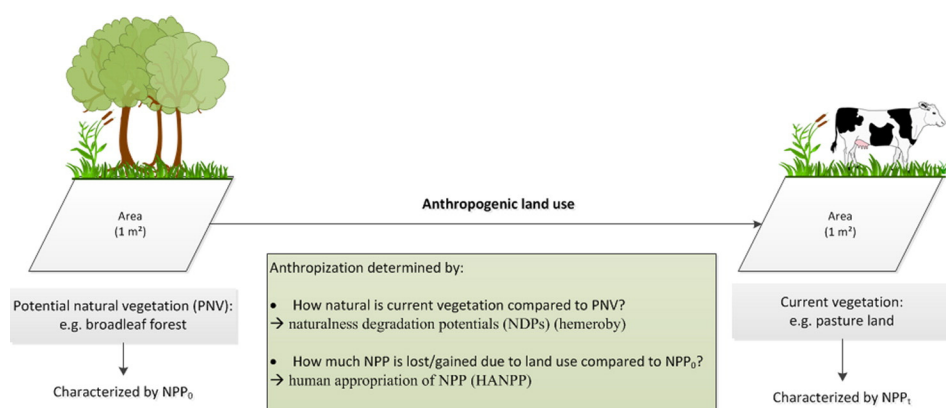 Anthropogenic land use
Area
(1 m²)
Area
(1 m²)
Anthropization determined by:
• How natural is current vegetation compared to PNV?
→ naturalness degradation potentials (NDPs) (hemeroby)
• How much NPP is lost/gained due to land use compared to NPP₀?
→ human appropriation of NPP (HANPP)
Potential natural vegetation (PNV):
e.g. broadleaf forest
Characterized by NPP₀
Current vegetation:
e.g. pasture land
Characterized by NPPₜ